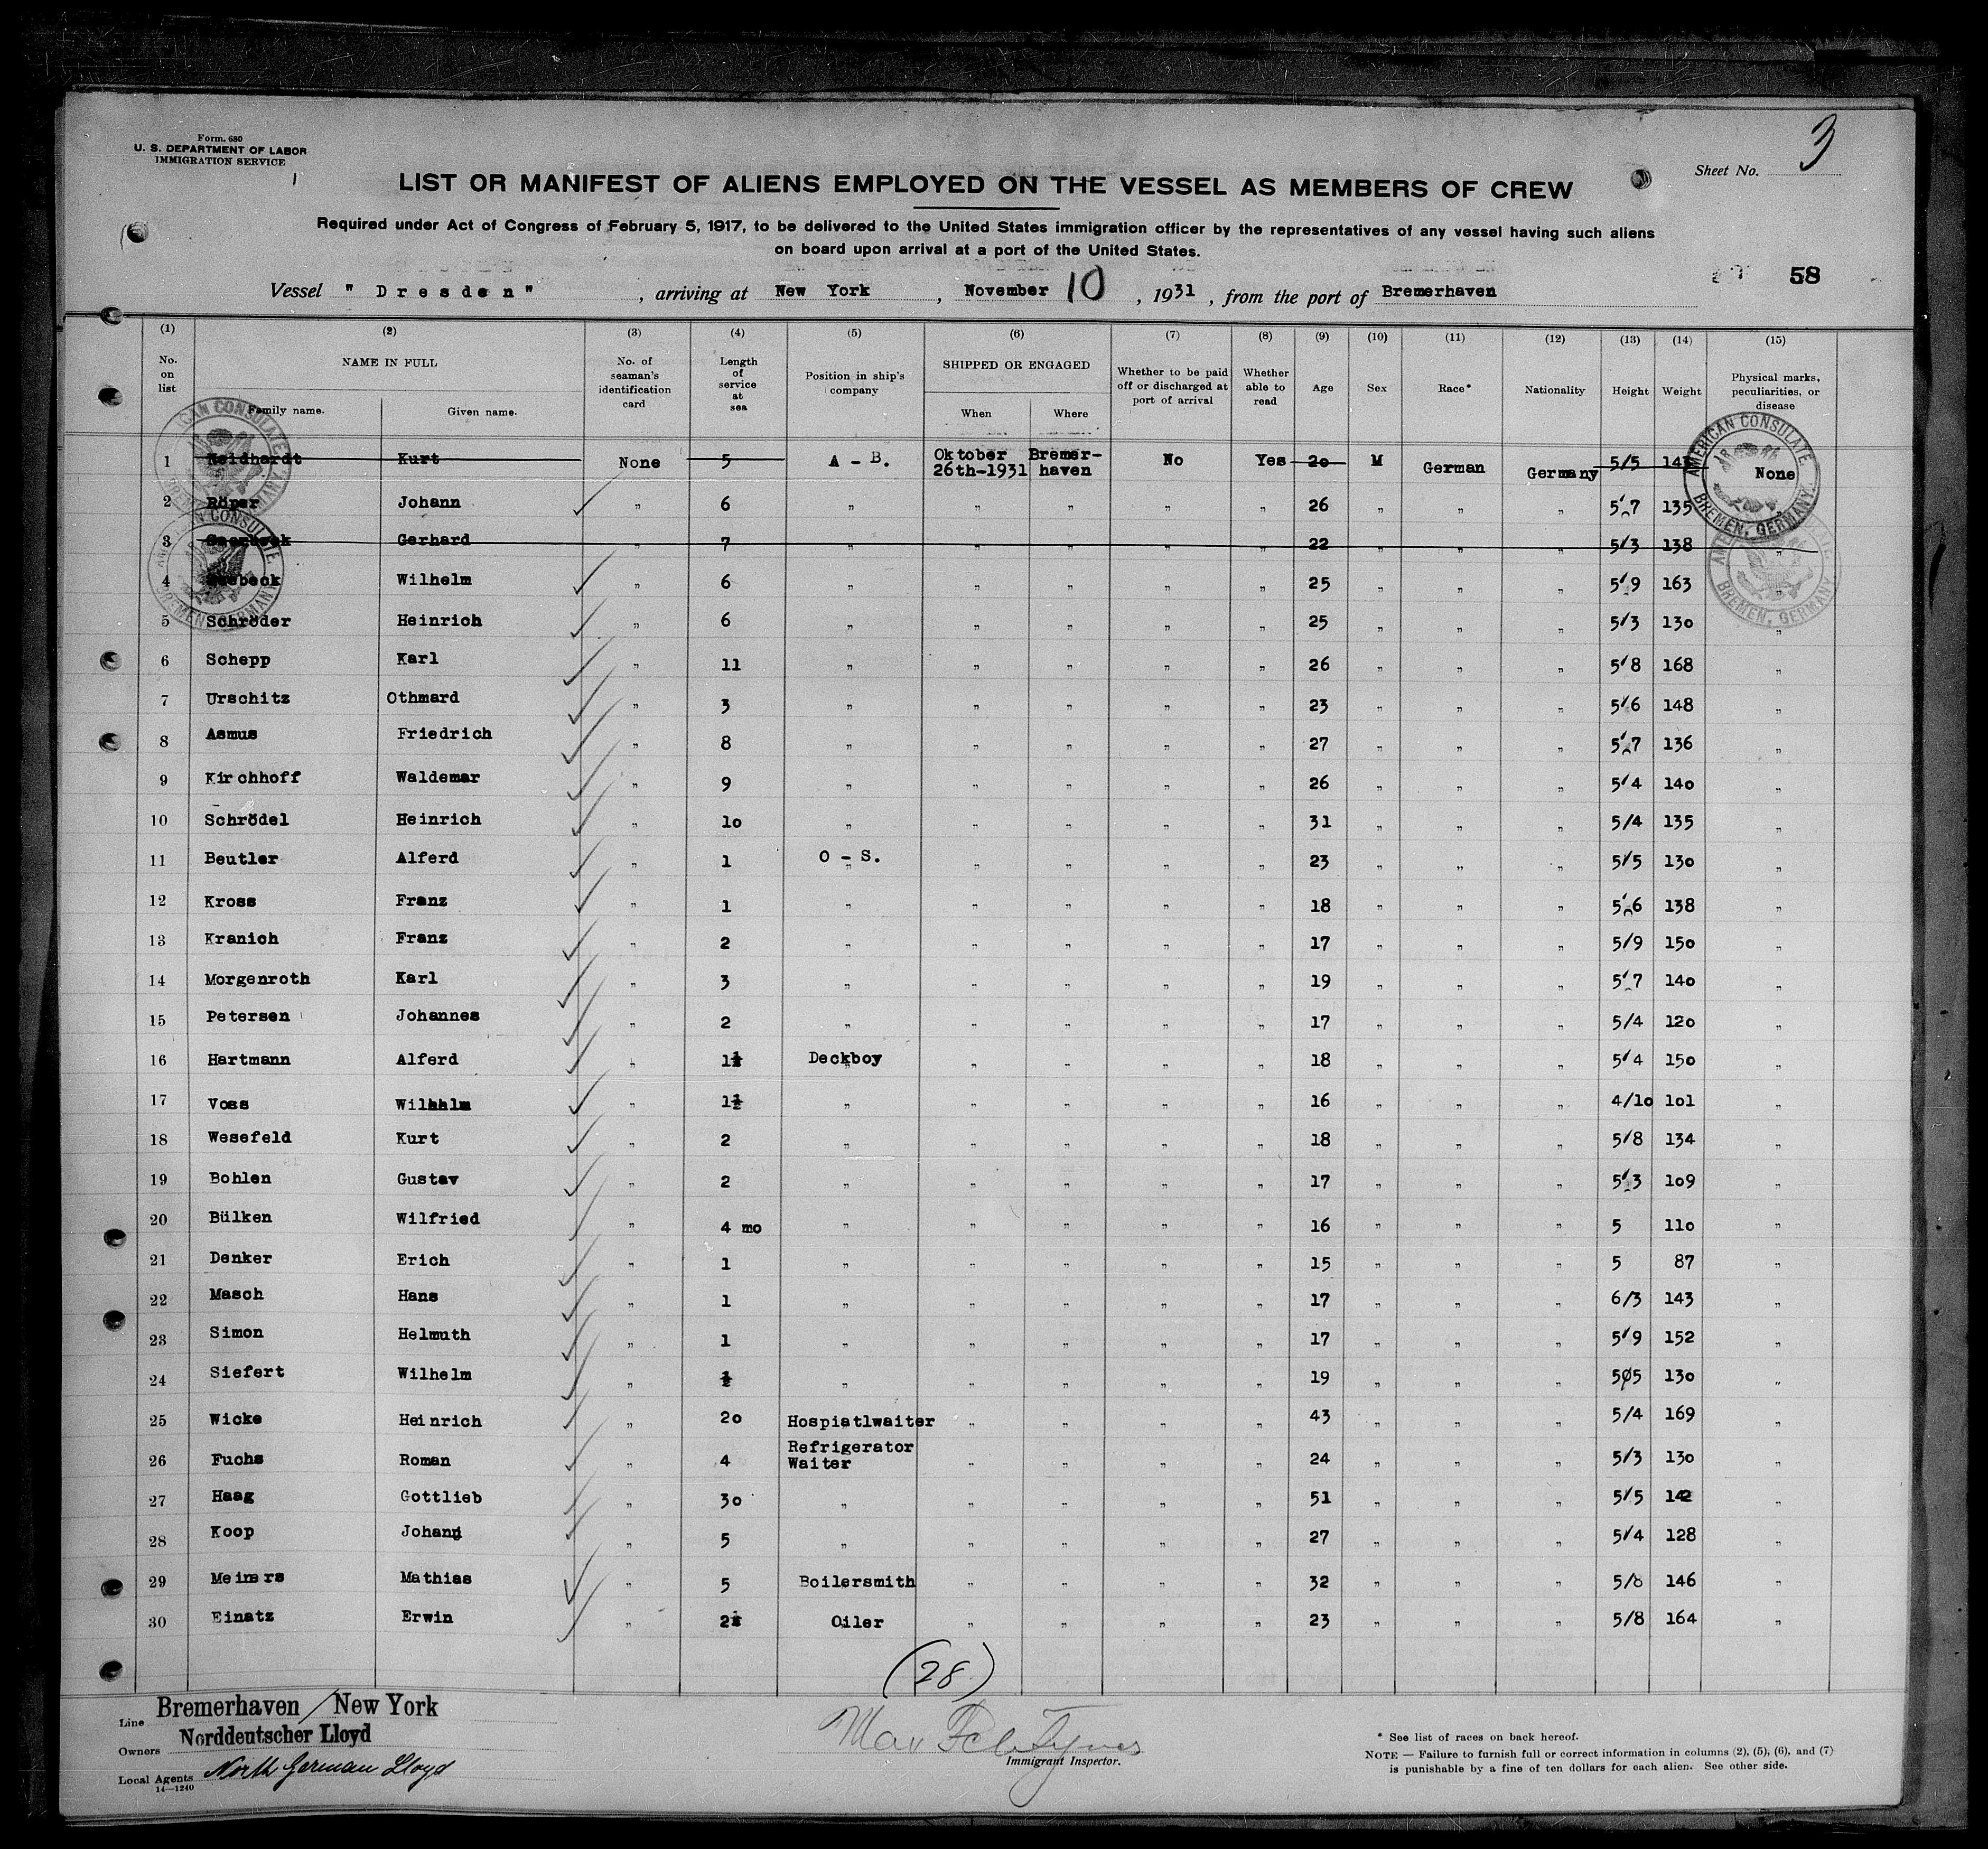 Form. 680
U. S. DEPARTMENT OF LABOR
IMMIGRATION SERVICE
Sheet No. 3
LIST OR MANIFEST OF ALIENS EMPLOYED ON THE VESSEL AS MEMBERS OF CREW
Required under Act of Congress of February 5, 1917, to be delivered to the United States immigration officer by the representatives of any vessel having such aliens
on board upon arrival at a port of the United States.
58
Vessel " Dresden " , arriving at New York , November 10 , 1931 , from the port of Bremerhaven
(1) (2) (3) (4) (5) (6) (7) (8) (9) (10) (11) (12) (13) (14) (15)
No. on list NAME IN FULL Family name. Given name. No. of seaman's identification card Length of service at sea Position in ship's company SHIPPED OR ENGAGED When Where Whether to be paid off or discharged at port of arrival Whether able to read Age Sex Race* Nationality Height Weight Physical marks, peculiarities, or disease
AMERICAN CONSULATE BREMEN, GERMANY.
1 Neidhardt Kurt None 5 A - B. Oktober 26th-1931 Bremer-haven No Yes 20 M German Germany 5/5 None
2 Röper Johann " 6 " " " " " 26 " " " 5'7 135 "
3 Gerhard " 7 " " " " " 22 " " " 5/3 138 "
4 Wilhelm " 6 " " " " " 25 " " " 5'9 163 "
5 Schröder Heinrich " 6 " " " " " 25 " " " 5/3 130 "
6 Schepp Karl " 11 " " " " " 26 " " " 5'8 168 "
7 Urschitz Othmard " 3 " " " " " 23 " " " 5'6 148 "
8 Asmus Friedrich " 8 " " " " " 27 " " " 5'7 136 "
9 Kirchhoff Waldemar " 9 " " " " " 26 " " " 5'4 140 "
10 Schrödel Heinrich " 10 " " " " " 31 " " " 5/4 135 "
11 Beutler Alferd " 1 O - S. " " " " 23 " " " 5/5 130 "
12 Kross Franz " 1 " " " " " 18 " " " 5'6 138 "
13 Kranich Franz " 2 " " " " " 17 " " " 5/9 150 "
14 Morgenroth Karl " 3 " " " " " 19 " " " 5'7 140 "
15 Petersen Johannes " 2 " " " " " 17 " " " 5/4 120 "
16 Hartmann Alferd " 1½ Deckboy " " " " 18 " " " 5'4 150 "
17 Voss Wilhhlm " 1½ " " " " " 16 " " " 4/10 101 "
18 Wesefeld Kurt " 2 " " " " " 18 " " " 5/8 134 "
19 Bohlen Gustav " 2 " " " " " 17 " " " 5'3 109 "
20 Bülken Wilfried " 4 mo " " " " " 16 " " " 5 110 "
21 Denker Erich " 1 " " " " " 15 " " " 5 87 "
22 Masch Hans " 1 " " " " " 17 " " " 6/3 143 "
23 Simon Helmuth " 1 " " " " " 17 " " " 5'9 152 "
24 Siefert Wilhelm " ½ " " " " " 19 " " " 5/5 130 "
25 Wicke Heinrich " 20 Hospiatlwaiter " " " " 43 " " " 5/4 169 "
26 Fuchs Roman " 4 Refrigerator Waiter " " " " 24 " " " 5/3 130 "
27 Haag Gottlieb " 30 " " " " " 51 " " " 5/5 142 "
28 Koop Johann " 5 " " " " " 27 " " " 5/4 128 "
29 Meiners Mathias " 5 Boilersmith " " " " 32 " " " 5/8 146 "
30 Einatz Erwin " 2½ Oiler " " " " 23 " " " 5/8 164 "
(28)
Line Bremerhaven / New York
Owners Norddeutscher Lloyd
Local Agents North German Lloyd
14—1240
Max
Immigrant Inspector.
* See list of races on back hereof.
NOTE — Failure to furnish full or correct information in columns (2), (5), (6), and (7)
is punishable by a fine of ten dollars for each alien. See other side.